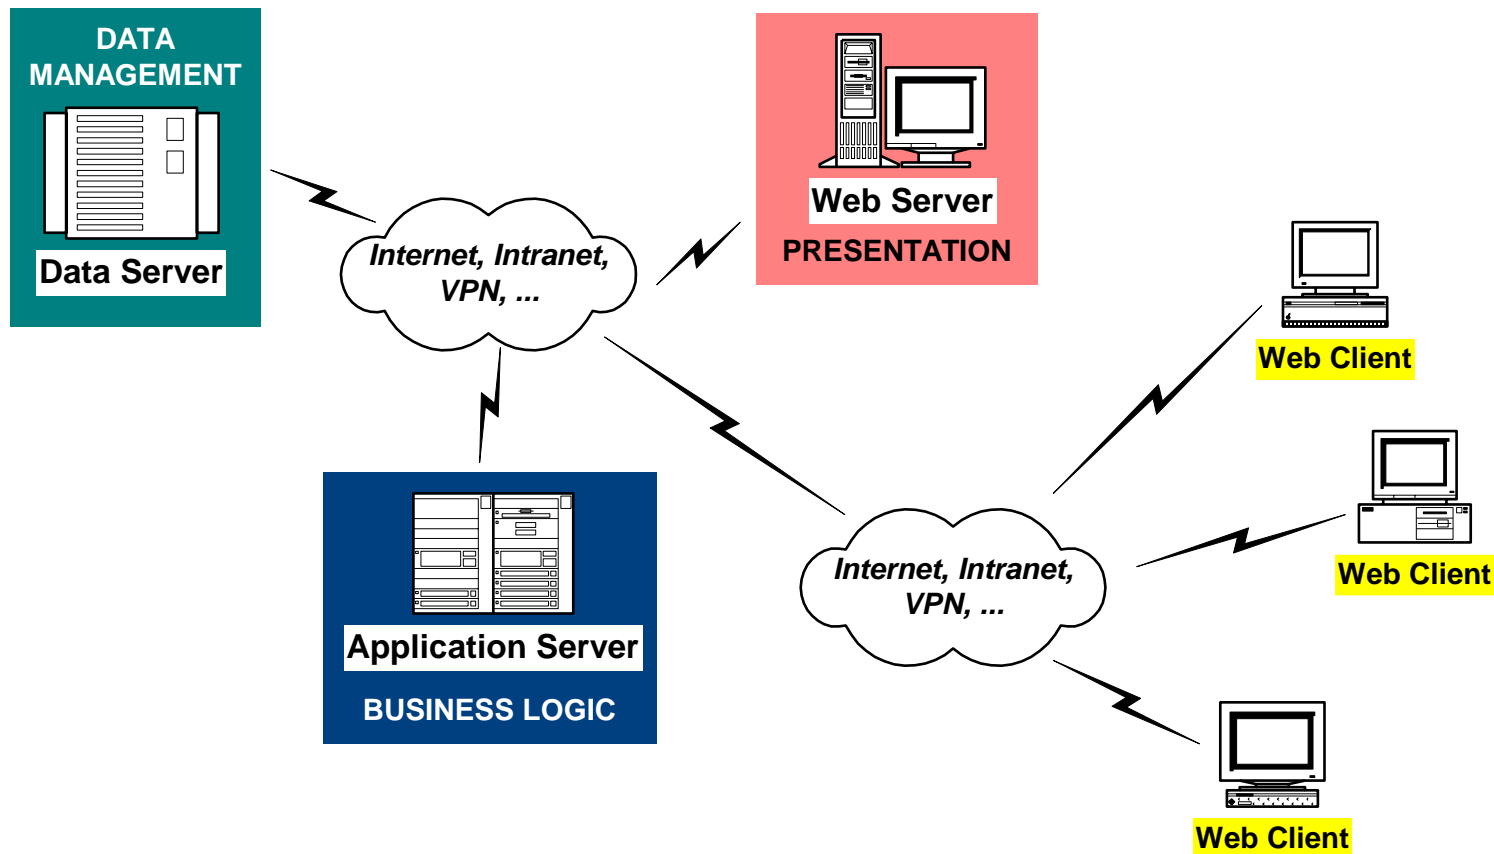 DATA
MANAGEMENT
Data Server
Internet, Intranet,
VPN, ...
Web Server
PRESENTATION
Application Server
BUSINESS LOGIC
Internet, Intranet,
VPN, ...
Web Client
Web Client
Web Client